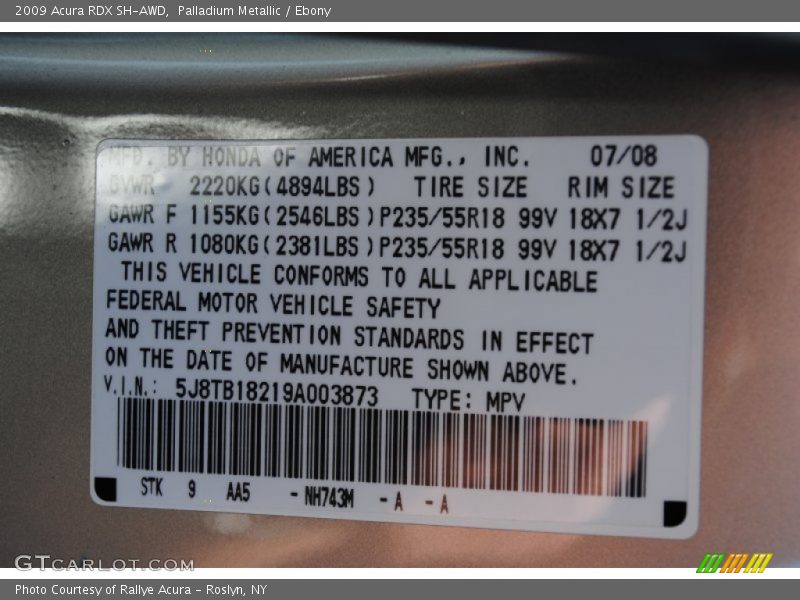 2009 Acura RDX SH-AWD, Palladium Metallic / Ebony
MFD. BY HONDA OF AMERICA MFG., INC. 07/08
GVWR 2220KG(4894LBS) TIRE SIZE RIM SIZE
GAWR F 1155KG(2546LBS)P235/55R18 99V 18X7 1/2J
GAWR R 1080KG(2381LBS)P235/55R18 99V 18X7 1/2J
THIS VEHICLE CONFORMS TO ALL APPLICABLE
FEDERAL MOTOR VEHICLE SAFETY
AND THEFT PREVENTION STANDARDS IN EFFECT
ON THE DATE OF MANUFACTURE SHOWN ABOVE.
V.I.N.: 5J8TB18219A003873 TYPE: MPV
STK 9 AA5 -NH743M -A -A
GTCARLOT.COM
Photo Courtesy of Rallye Acura - Roslyn, NY